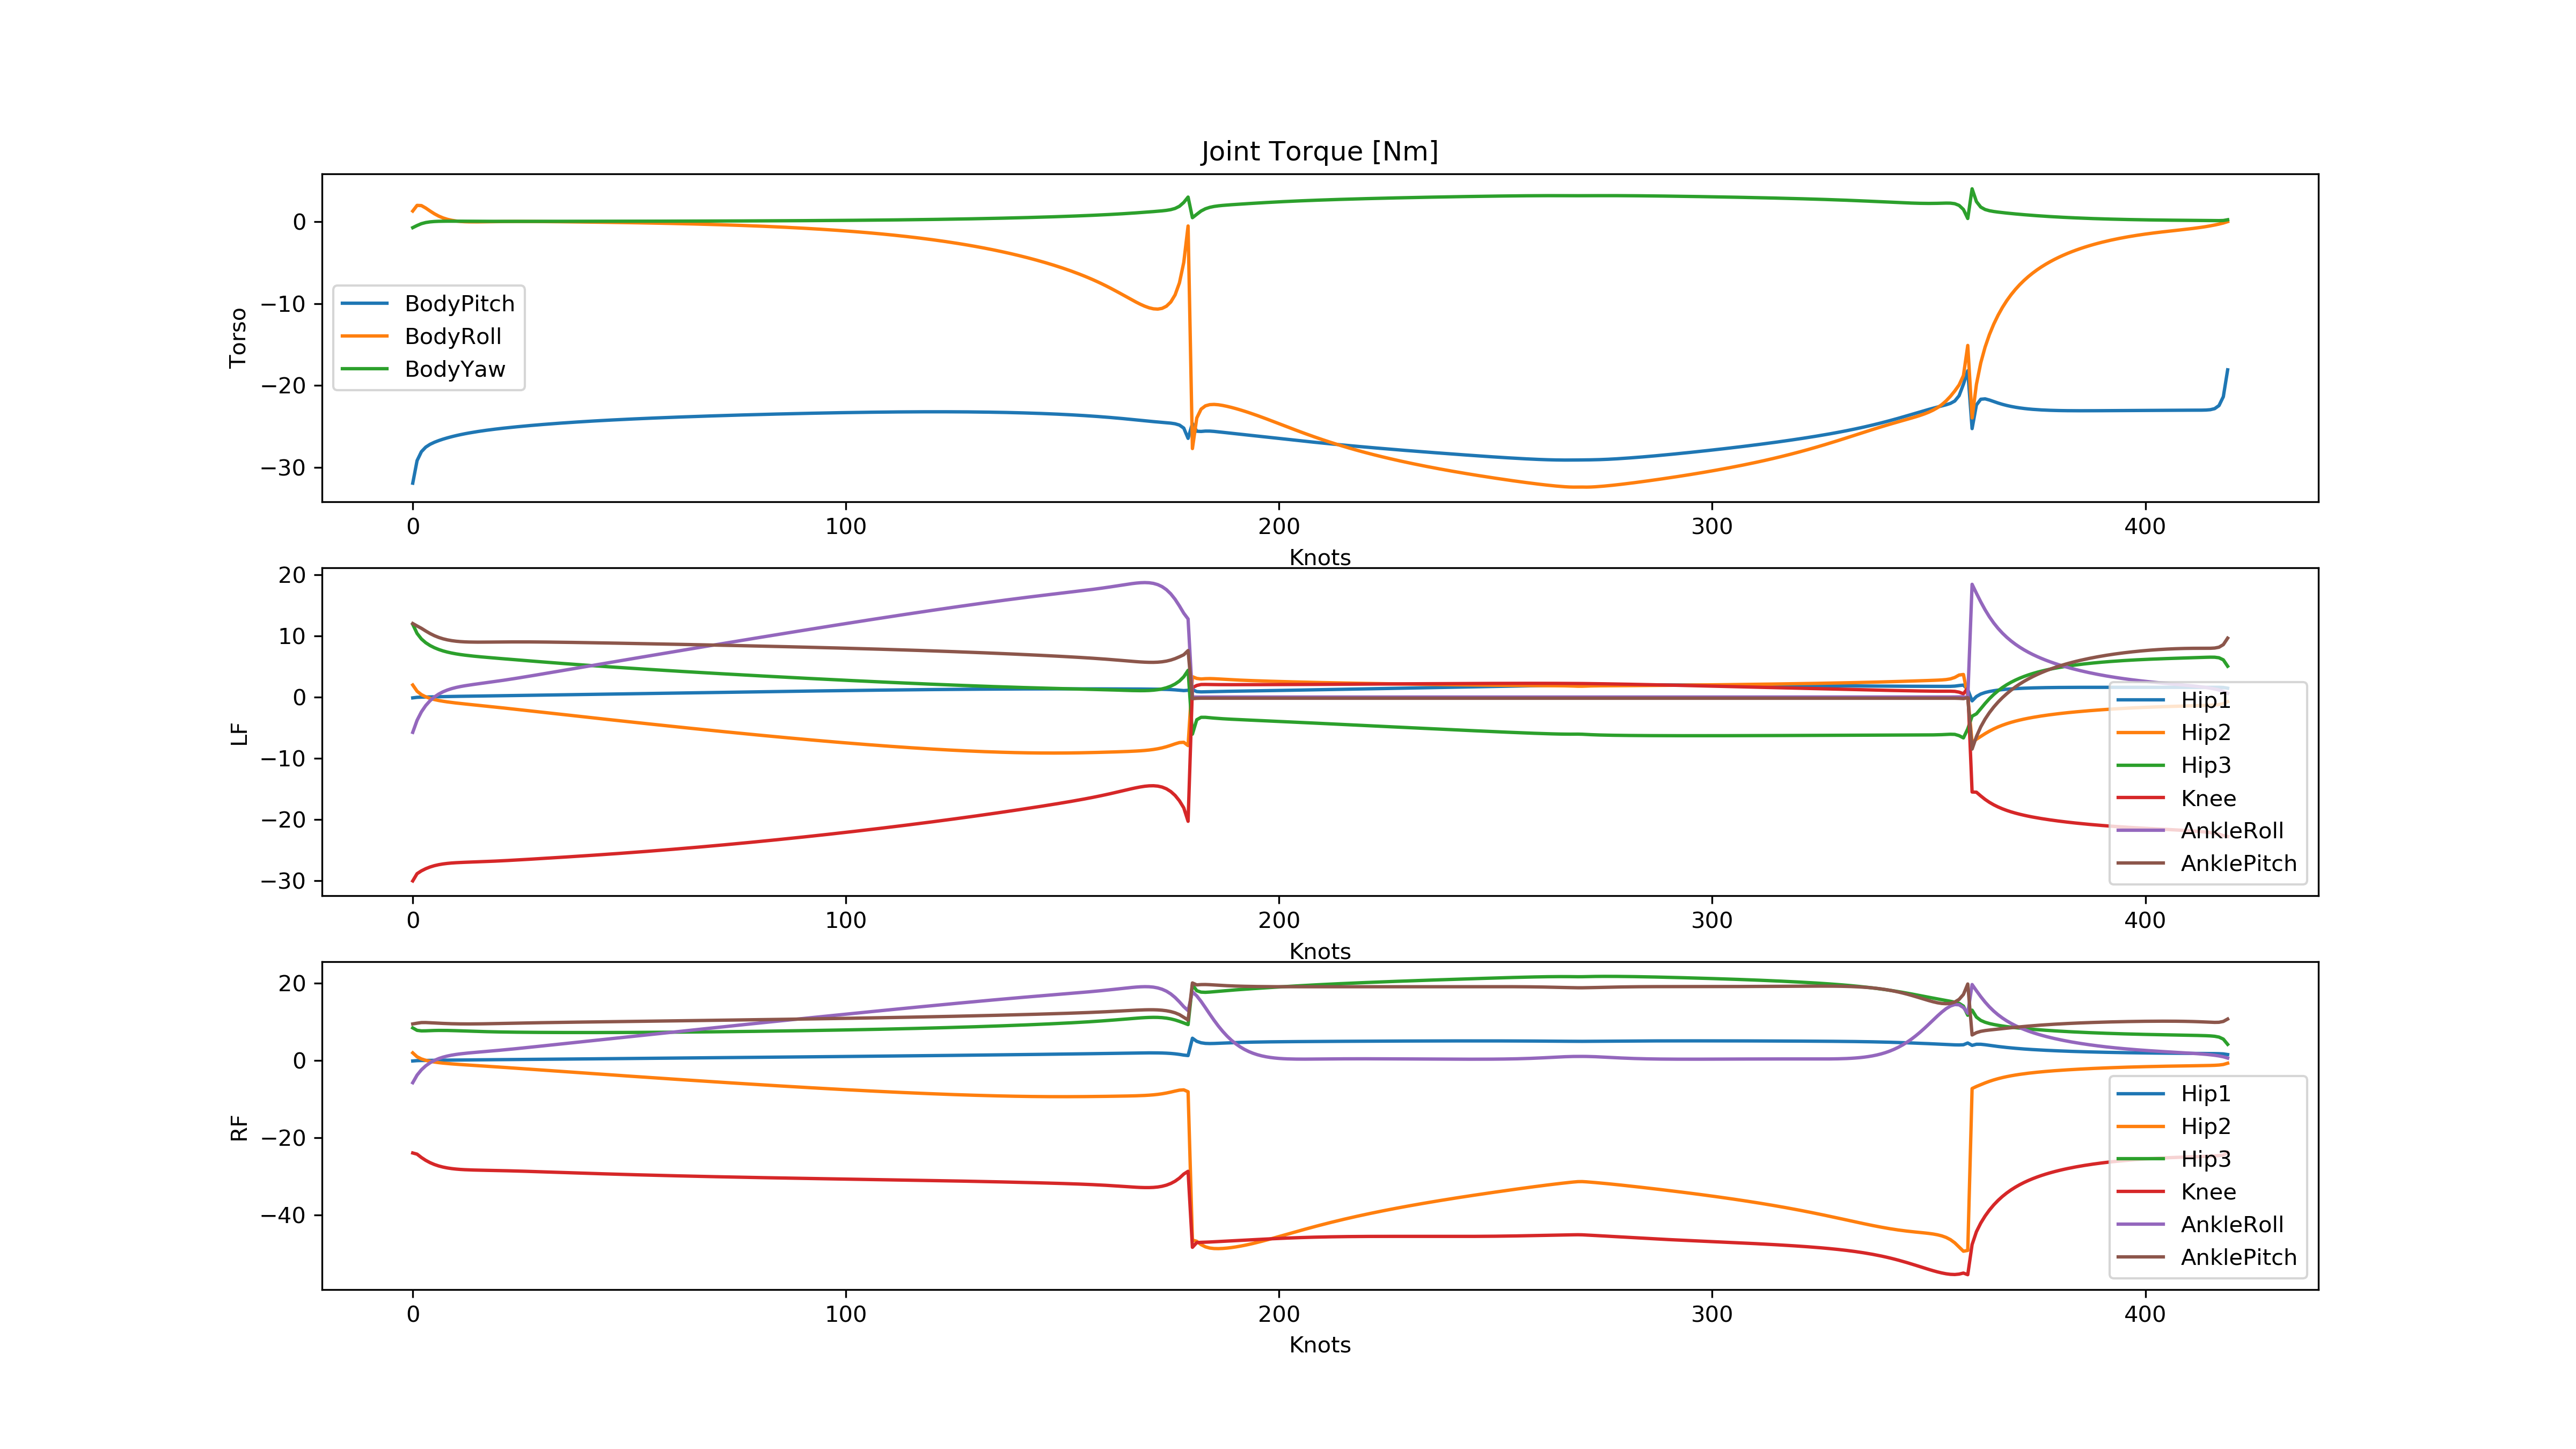 Joint Torque [Nm]
Torso
0
−10
−20
−30
BodyPitch
BodyRoll
BodyYaw
0 100 200 300 400
Knots
LF
20
10
0
−10
−20
−30
Hip1
Hip2
Hip3
Knee
AnkleRoll
AnklePitch
0 100 200 300 400
Knots
RF
20
0
−20
−40
Hip1
Hip2
Hip3
Knee
AnkleRoll
AnklePitch
0 100 200 300 400
Knots